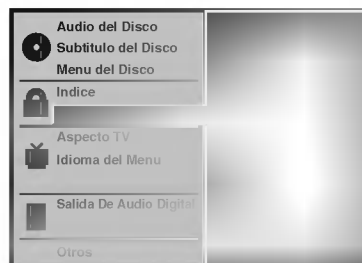 Audio del Disco
Subtitulo del Disco
Menu del Disco
Indice
Aspecto TV
Idioma del Menu
Salida De Audio Digital
Otros